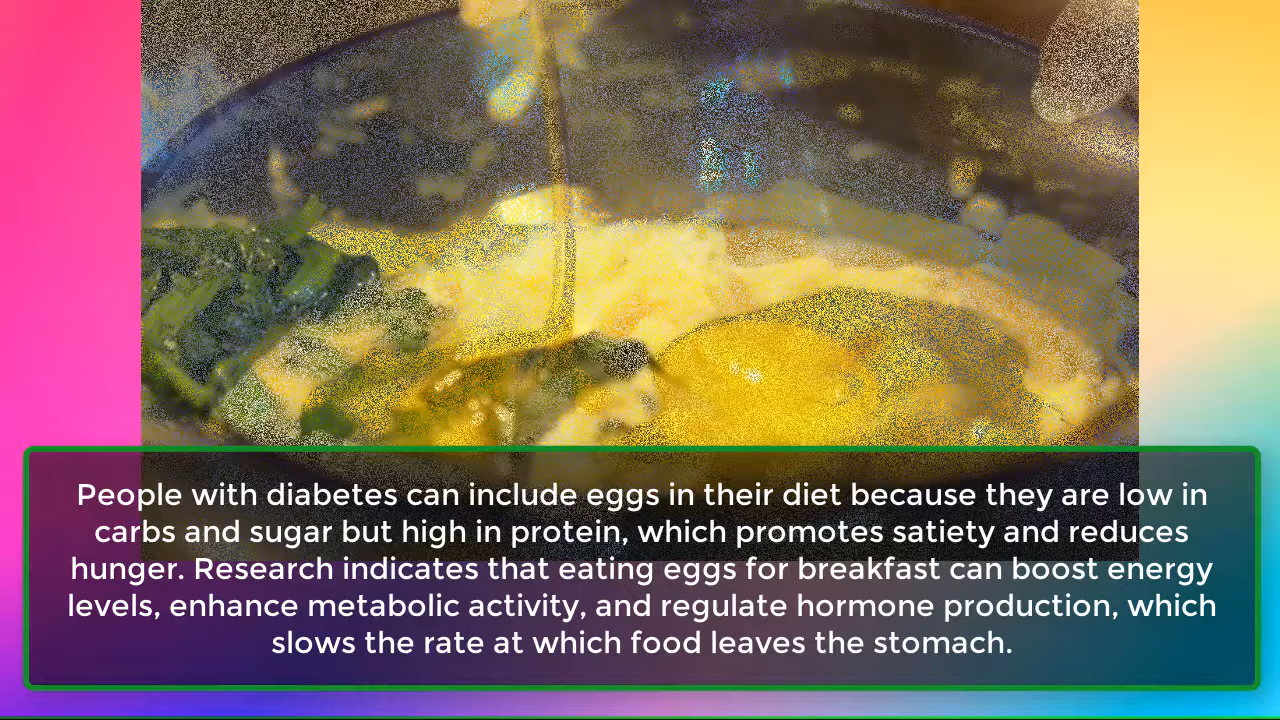 People with diabetes can include eggs in their diet because they are low in
carbs and sugar but high in protein, which promotes satiety and reduces
hunger. Research indicates that eating eggs for breakfast can boost energy
levels, enhance metabolic activity, and regulate hormone production, which
slows the rate at which food leaves the stomach.